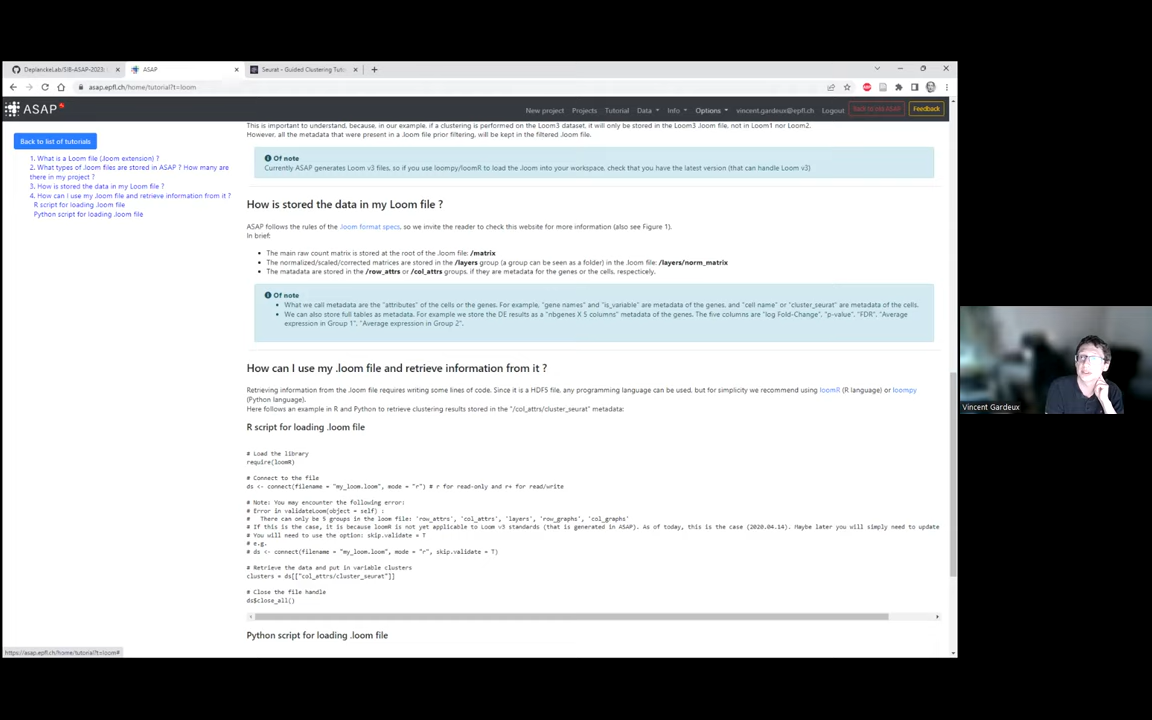 DeplanckeLab/SIB-ASAP-2023:
ASAP
Seurat - Guided Clustering Tut
asap.epfl.ch/home/tutorial?t=loom
ASAP
New project
Projects
Tutorial
Data
Info
Options
vincent.gardeux@epfl.ch
Logout
Back to old ASAP
Feedback
Back to list of tutorials
1. What is a Loom file (.loom extension) ?
2. What types of .loom files are stored in ASAP ? How many are
there in my project ?
3. How is stored the data in my Loom file ?
4. How can I use my .loom file and retrieve information from it ?
R script for loading .loom file
Python script for loading .loom file
This is important to understand, because, in our example, if a clustering is performed on the Loom3 dataset, it will only be stored in the Loom3 .loom file, not in Loom1 nor Loom2.
However, all the metadata that were present in a .loom file prior filtering, will be kept in the filtered .loom file.
Of note
Currently ASAP generates Loom v3 files, so if you use loompy/loomR to load the .loom into your workspace, check that you have the latest version (that can handle Loom v3)
How is stored the data in my Loom file ?
ASAP follows the rules of the .loom format specs, so we invite the reader to check this website for more information (also see Figure 1).
In brief:
The main raw count matrix is stored at the root of the .loom file: /matrix
The normalized/scaled/corrected matrices are stored in the /layers group (a group can be seen as a folder) in the .loom file: /layers/norm_matrix
The matadata are stored in the /row_attrs or /col_attrs groups, if they are metadata for the genes or the cells, respecticely.
Of note
What we call metadata are the "attributes" of the cells or the genes. For example, "gene names" and "is_variable" are metadata of the genes, and "cell name" or "cluster_seurat" are metadata of the cells.
We can also store full tables as metadata. For example we store the DE results as a "nbgenes X 5 columns" metadata of the genes. The five columns are "log Fold-Change", "p-value", "FDR", "Average
expression in Group 1", "Average expression in Group 2".
How can I use my .loom file and retrieve information from it ?
Retrieving information from the .loom file requires writing some lines of code. Since it is a HDF5 file, any programming language can be used, but for simplicity we recommend using loomR (R language) or loompy
(Python language).
Here follows an example in R and Python to retrieve clustering results stored in the "/col_attrs/cluster_seurat" metadata:
R script for loading .loom file
# Load the library
require(loomR)
# Connect to the file
ds <- connect(filename = "my_loom.loom", mode = "r") # r for read-only and r+ for read/write
# Note: You may encounter the following error:
# Error in validateLoom(object = self) :
# There can only be 5 groups in the loom file: 'row_attrs', 'col_attrs', 'layers', 'row_graphs', 'col_graphs'
# If this is the case, it is because loomR is not yet applicable to Loom v3 standards (that is generated in ASAP). As of today, this is the case (2020.04.14). Maybe later you will simply need to update
# You will need to use the option: skip.validate = T
# e.g.
# ds <- connect(filename = "my_loom.loom", mode = "r", skip.validate = T)
# Retrieve the data and put in variable clusters
clusters = ds[["col_attrs/cluster_seurat"]]
# Close the file handle
ds$close_all()
Python script for loading .loom file
https://asap.epfl.ch/home/tutorial?t=loom#
Vincent Gardeux